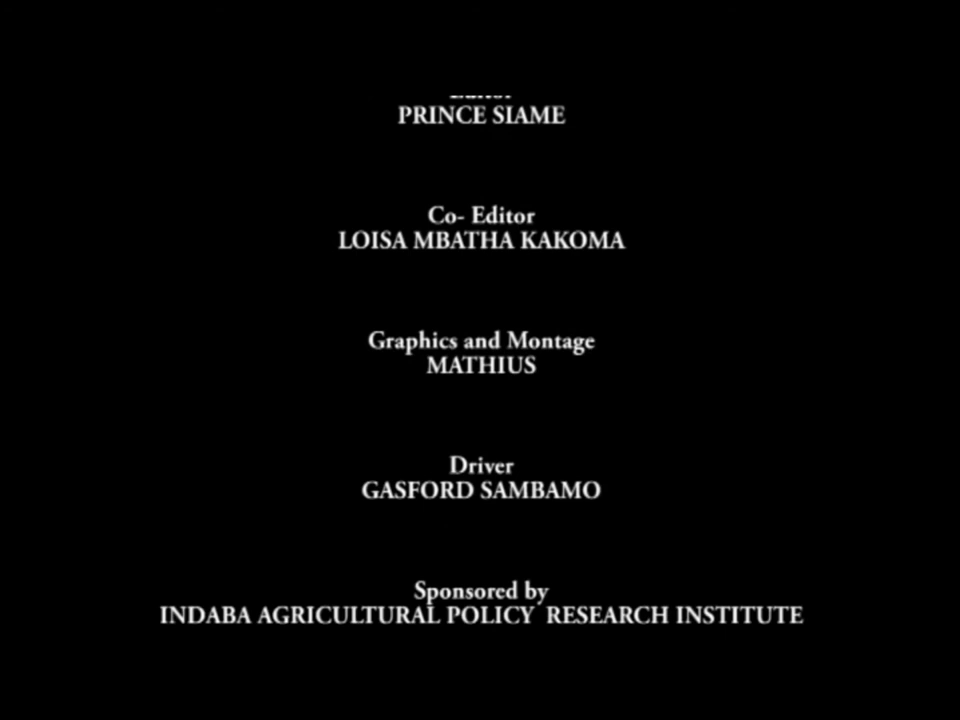 PRINCE SIAME
Co- Editor
LOISA MBATHA KAKOMA
Graphics and Montage
MATHIUS
Driver
GASFORD SAMBAMO
Sponsored by
INDABA AGRICULTURAL POLICY RESEARCH INSTITUTE